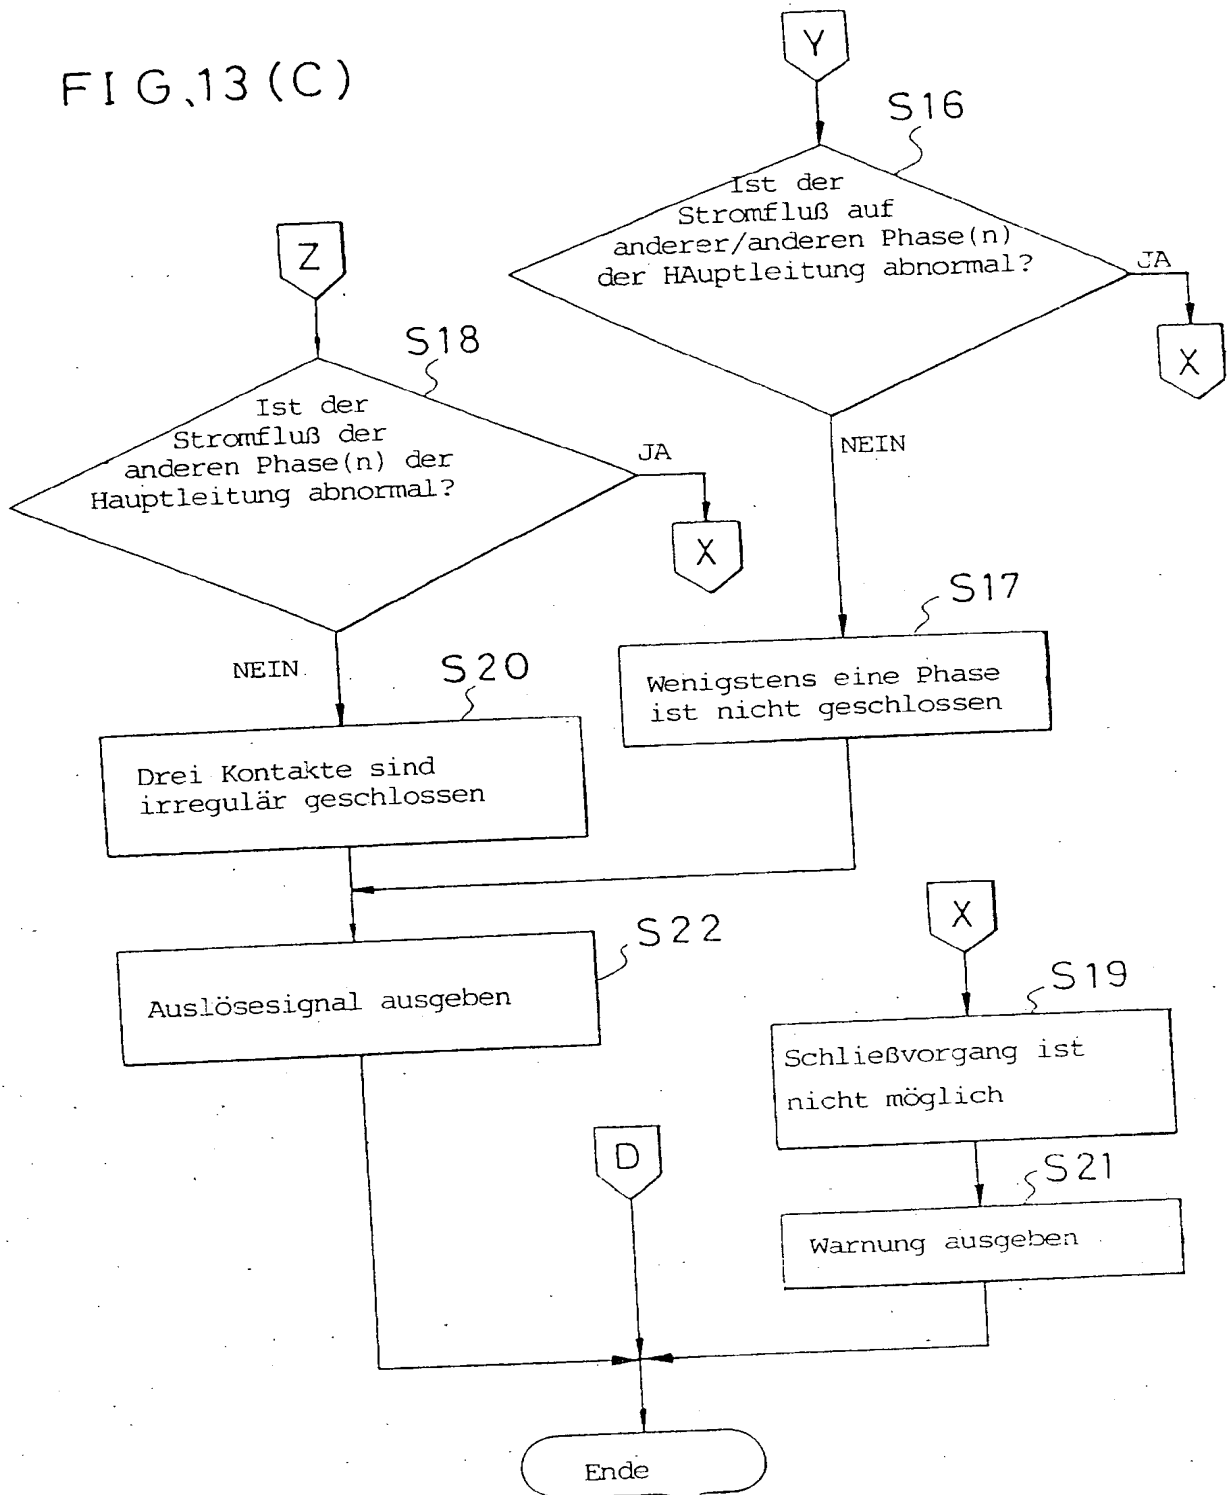 FIG.13(C)
Y
S16
Ist der
Stromfluß auf
anderer/anderen Phase(n)
der HAuptleitung abnormal?
JA
X
NEIN
Z
S18
Ist der
Stromfluß der
anderen Phase(n) der
Hauptleitung abnormal?
JA
X
NEIN
S17
Wenigstens eine Phase
ist nicht geschlossen
S20
Drei Kontakte sind
irregulär geschlossen
S22
Auslösesignal ausgeben
X
S19
Schließvorgang ist
nicht möglich
D
S21
Warnung ausgeben
Ende